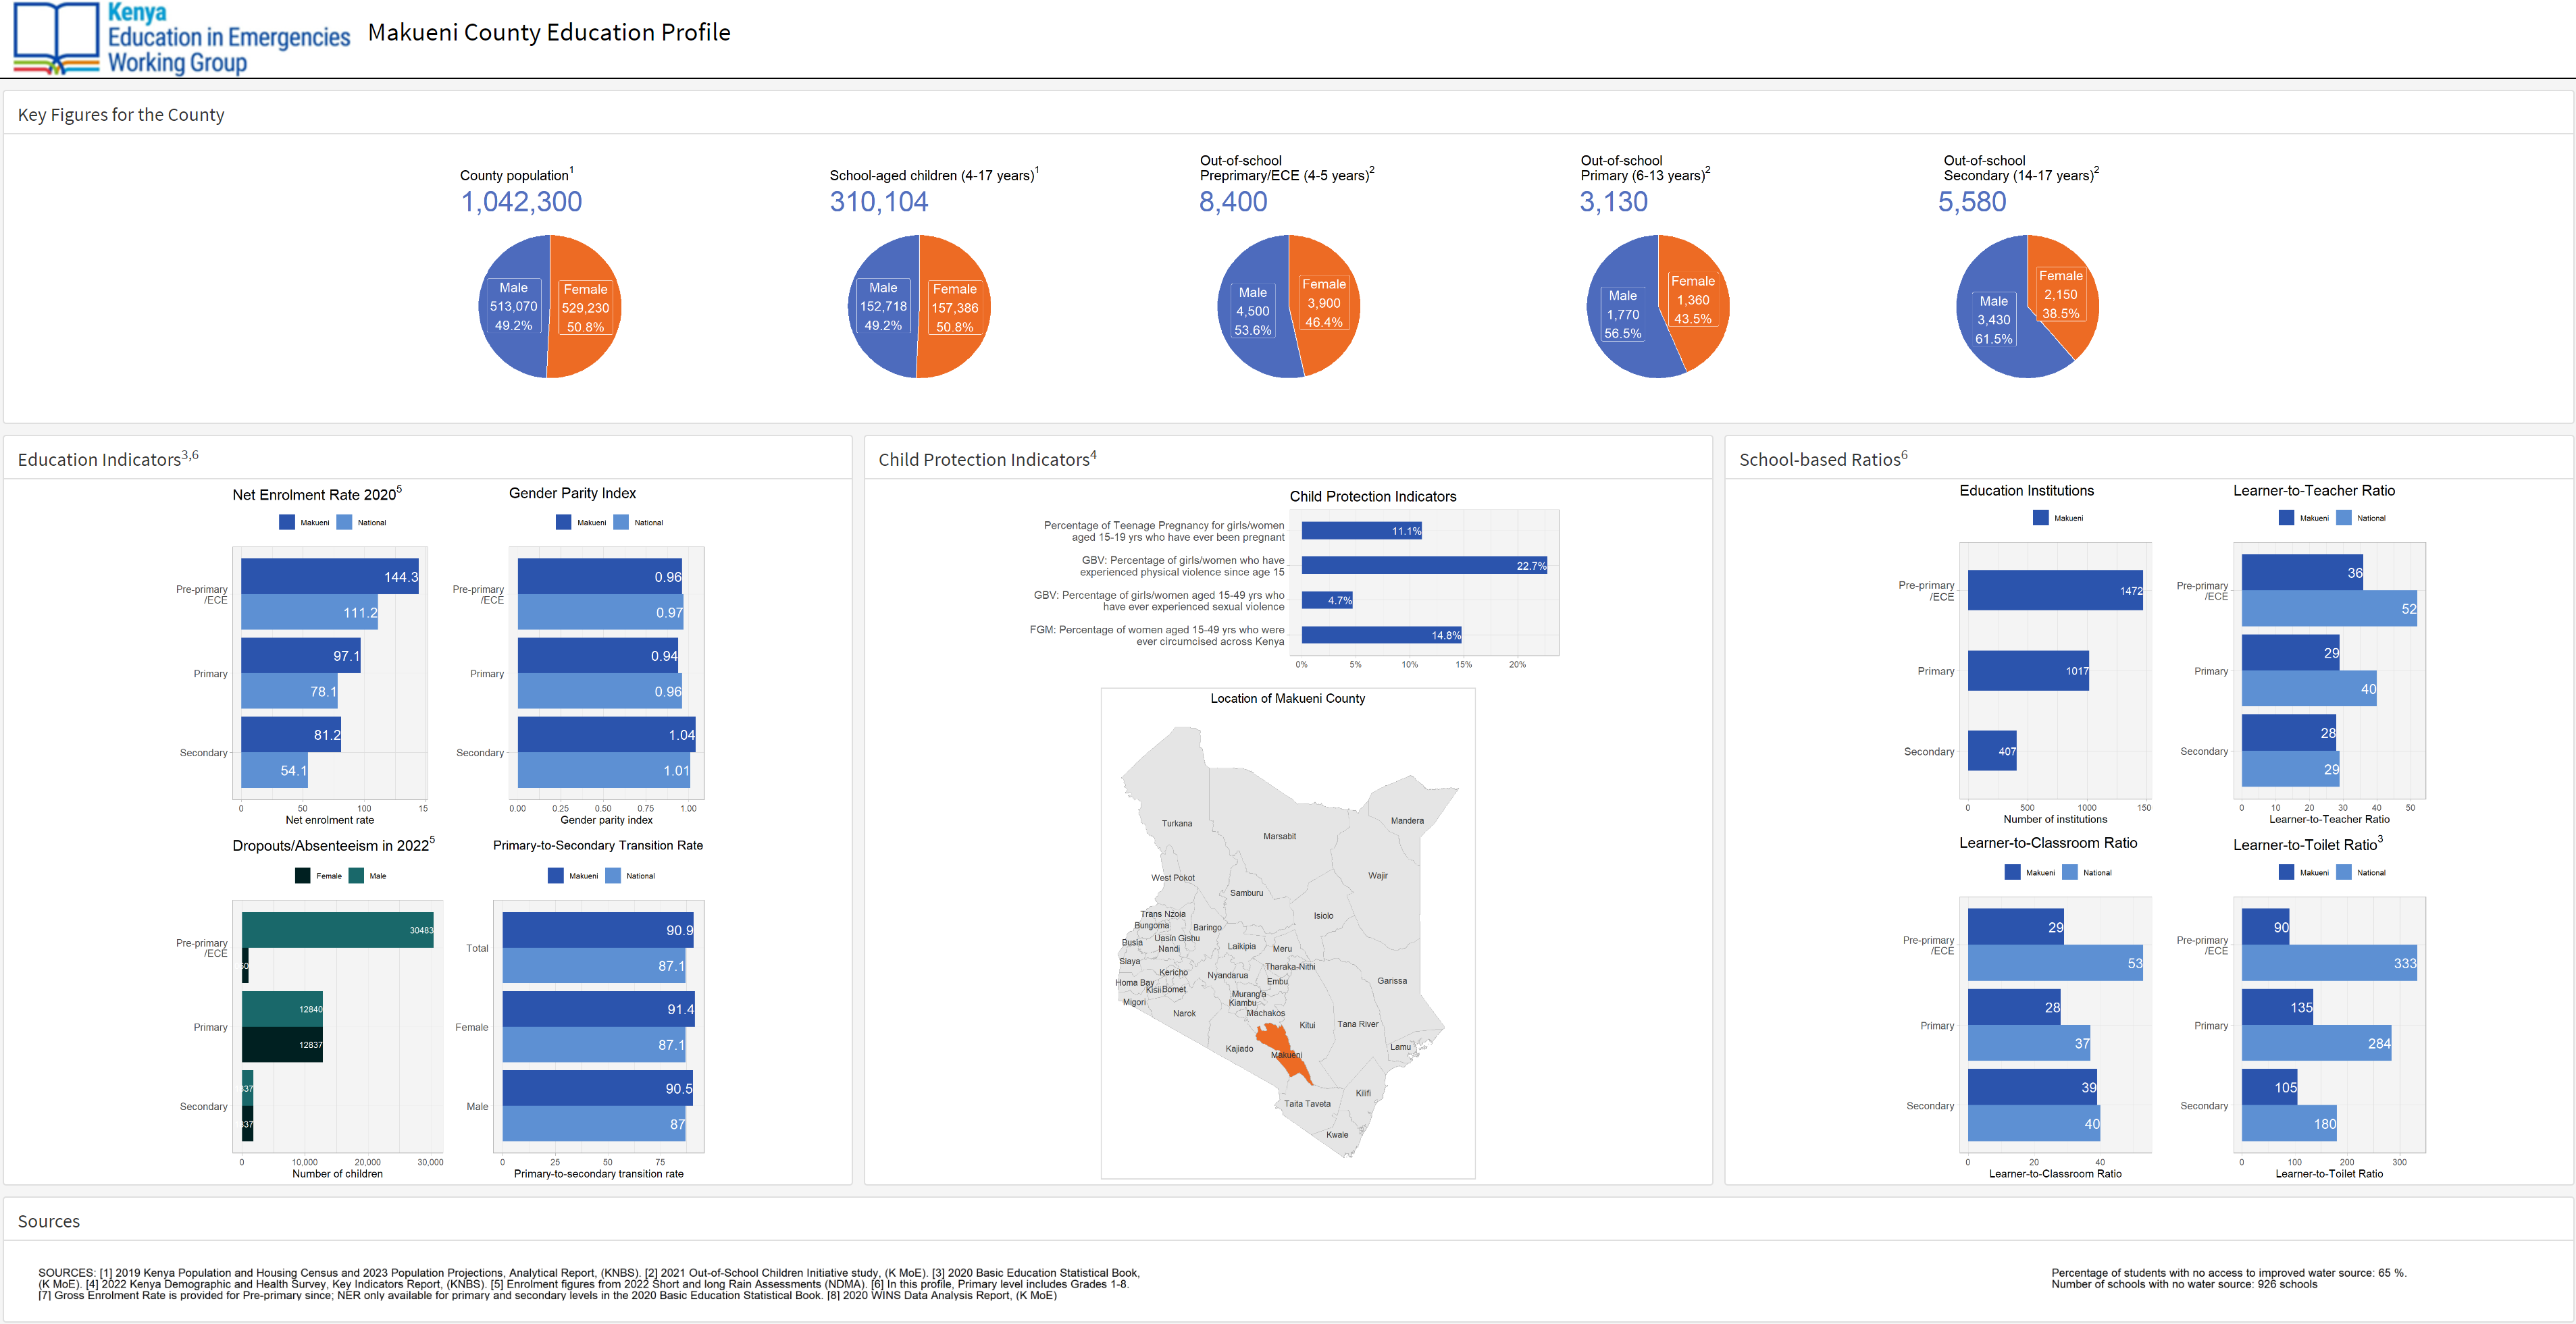 Kenya
Education in Emergencies
Working Group
Makueni County Education Profile
Key Figures for the County
County population1
1,042,300
Male
513,070
49.2%
Female
529,230
50.8%
School-aged children (4-17 years)1
310,104
Male
152,718
49.2%
Female
157,386
50.8%
Out-of-school
Preprimary/ECE (4-5 years)2
8,400
Male
4,500
53.6%
Female
3,900
46.4%
Out-of-school
Primary (6-13 years)2
3,130
Male
1,770
56.5%
Female
1,360
43.5%
Out-of-school
Secondary (14-17 years)2
5,580
Male
3,430
61.5%
Female
2,150
38.5%
Education Indicators3,6
Net Enrolment Rate 20205
Makueni National
Pre-primary
/ECE
144.3
111.2
Primary
97.1
78.1
Secondary
81.2
54.1
0 50 100 15
Net enrolment rate
Gender Parity Index
Makueni National
Pre-primary
/ECE
0.96
0.97
Primary
0.94
0.96
Secondary
1.04
1.01
0.00 0.25 0.50 0.75 1.00
Gender parity index
Dropouts/Absenteeism in 20225
Female Male
Pre-primary
/ECE
30483
Primary
12840
12837
Secondary
0 10,000 20,000 30,000
Number of children
Primary-to-Secondary Transition Rate
Makueni National
Total
90.9
87.1
Female
91.4
87.1
Male
90.5
87
0 25 50 75
Primary-to-secondary transition rate
Child Protection Indicators4
Child Protection Indicators
Percentage of Teenage Pregnancy for girls/women
aged 15-19 yrs who have ever been pregnant
11.1%
GBV: Percentage of girls/women who have
experienced physical violence since age 15
22.7%
GBV: Percentage of girls/women aged 15-49 yrs who
have ever experienced sexual violence
4.7%
FGM: Percentage of women aged 15-49 yrs who were
ever circumcised across Kenya
14.8%
0% 5% 10% 15% 20%
Location of Makueni County
Turkana
Marsabit
Mandera
West Pokot
Wajir
Samburu
Trans Nzoia
Isiolo
Bungoma
Baringo
Busia
Uasin Gishu
Nandi
Laikipia
Meru
Siaya
Kericho
Nyandarua
Tharaka-Nithi
Homa Bay
Kisii
Bomet
Embu
Garissa
Migori
Murang'a
Kiambu
Narok
Machakos
Kitui
Tana River
Kajiado
Makueni
Lamu
Kilifi
Taita Taveta
Kwale
School-based Ratios6
Education Institutions
Makueni
Pre-primary
/ECE
1472
Primary
1017
Secondary
407
0 500 1000 150
Number of institutions
Learner-to-Teacher Ratio
Makueni National
Pre-primary
/ECE
36
52
Primary
29
40
Secondary
28
29
0 10 20 30 40 50
Learner-to-Teacher Ratio
Learner-to-Classroom Ratio
Makueni National
Pre-primary
/ECE
29
53
Primary
28
37
Secondary
39
40
0 20 40
Learner-to-Classroom Ratio
Learner-to-Toilet Ratio3
Makueni National
Pre-primary
/ECE
90
333
Primary
135
284
Secondary
105
180
0 100 200 300
Learner-to-Toilet Ratio
Sources
SOURCES: [1] 2019 Kenya Population and Housing Census and 2023 Population Projections, Analytical Report, (KNBS). [2] 2021 Out-of-School Children Initiative study, (K MoE). [3] 2020 Basic Education Statistical Book,
(K MoE). [4] 2022 Kenya Demographic and Health Survey, Key Indicators Report, (KNBS). [5] Enrolment figures from 2022 Short and long Rain Assessments (NDMA). [6] In this profile, Primary level includes Grades 1-8.
[7] Gross Enrolment Rate is provided for Pre-primary since; NER only available for primary and secondary levels in the 2020 Basic Education Statistical Book. [8] 2020 WINS Data Analysis Report, (K MoE)
Percentage of students with no access to improved water source: 65 %.
Number of schools with no water source: 926 schools